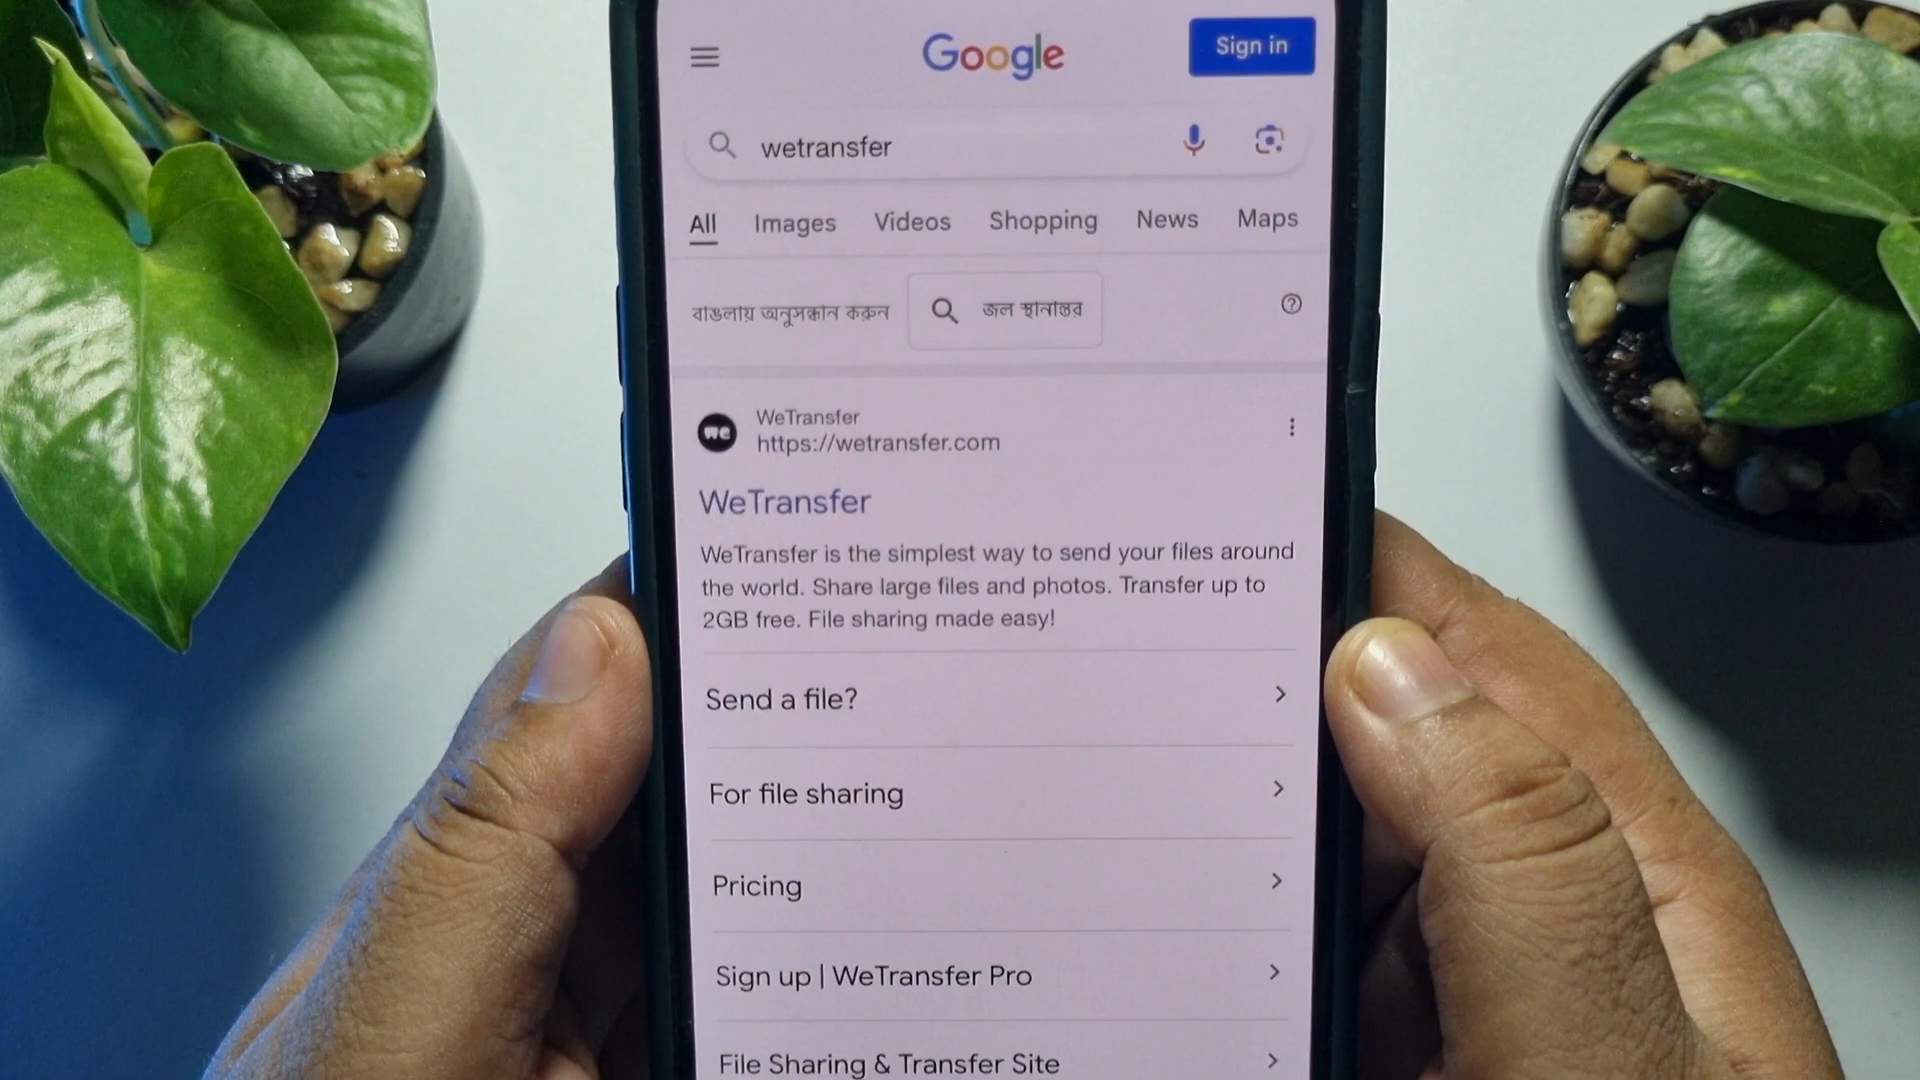 Google
Sign in
wetransfer
All Images Videos Shopping News Maps
বাঙলায় অনুসন্ধান করুন জল স্থানান্তর
WeTransfer
https://wetransfer.com
WeTransfer
WeTransfer is the simplest way to send your files around
the world. Share large files and photos. Transfer up to
2GB free. File sharing made easy!
Send a file?
For file sharing
Pricing
Sign up | WeTransfer Pro
File Sharing & Transfer Site